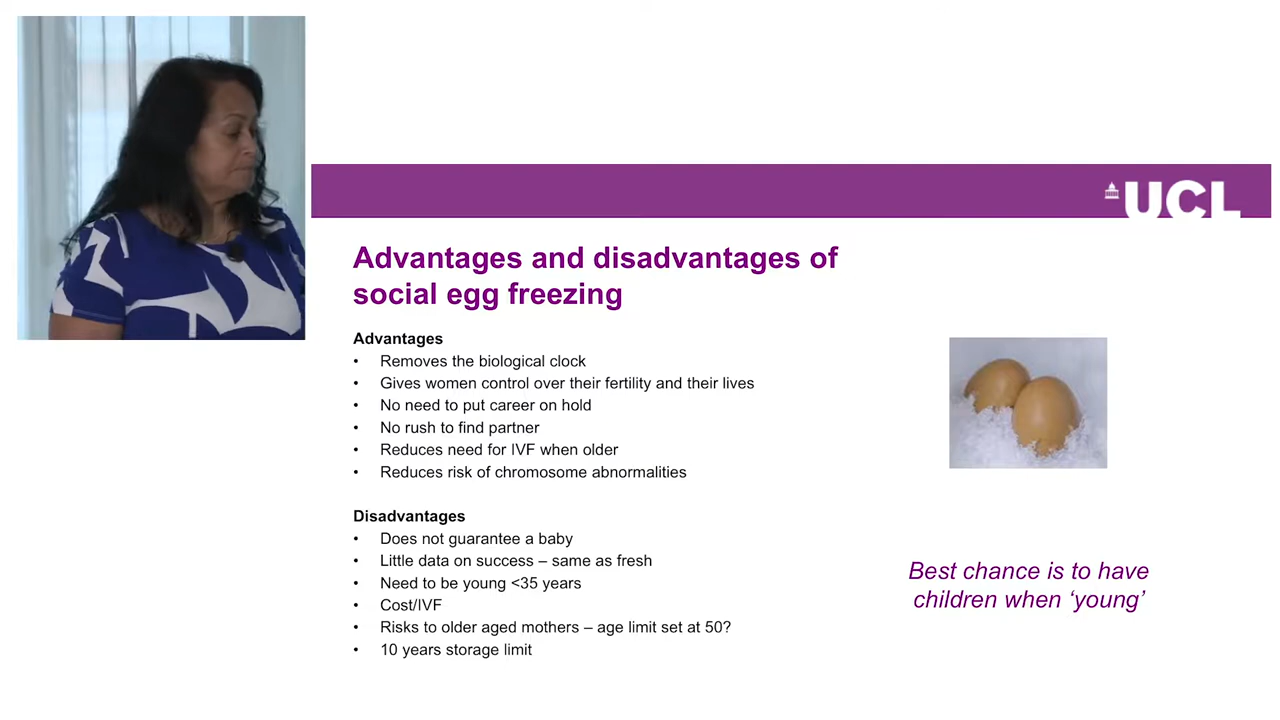 UCL
Advantages and disadvantages of
social egg freezing
Advantages
• Removes the biological clock
• Gives women control over their fertility and their lives
• No need to put career on hold
• No rush to find partner
• Reduces need for IVF when older
• Reduces risk of chromosome abnormalities
Disadvantages
• Does not guarantee a baby
• Little data on success – same as fresh
• Need to be young <35 years
• Cost/IVF
• Risks to older aged mothers – age limit set at 50?
• 10 years storage limit
Best chance is to have
children when ‘young’